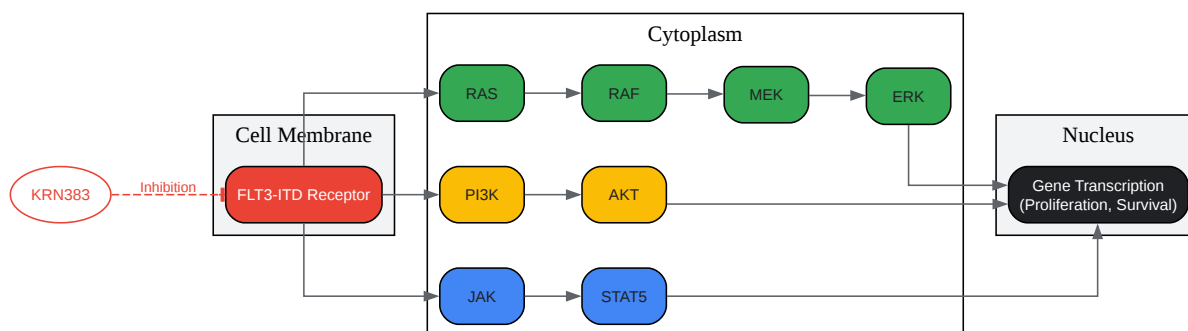 Cytoplasm
RAS
RAF
MEK
ERK
Cell Membrane
Nucleus
KRN383
Inhibition
FLT3-ITD Receptor
PI3K
AKT
Gene Transcription
(Proliferation, Survival)
JAK
STAT5